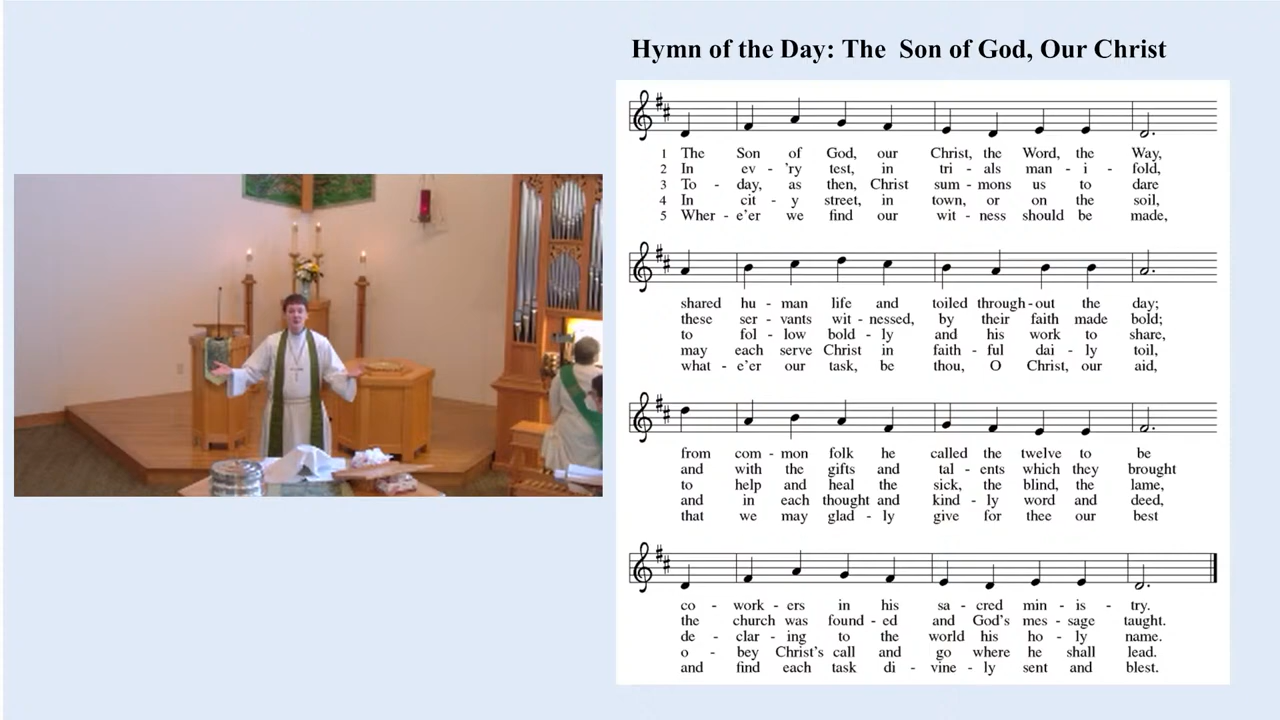 Hymn of the Day: The  Son of God, Our Christ
1 The Son of God, our Christ, the Word, the Way,
2 In ev - 'ry test, in tri - als man - i - fold,
3 To - day, as then, Christ sum - mons us to dare
4 In cit - y street, in town, or on the soil,
5 Wher - e'er we find our wit - ness should be made,
shared hu - man life and toiled through - out the day;
these ser - vants wit - nessed, by their faith made bold;
to fol - low bold - ly and his work to share,
may each serve Christ in faith - ful dai - ly toil,
what - e'er our task, be thou, O Christ, our aid,
from com - mon folk he called the twelve to be
and with the gifts and tal - ents which they brought
to help and heal the sick, the blind, the lame,
and in each thought and kind - ly word and deed,
that we may glad - ly give for thee our best
co - work - ers in his sa - cred min - is - try.
the church was found - ed and God's mes - sage taught.
de - clar - ing to the world his ho - ly name.
o - bey Christ's call and go where he shall lead.
and find each task di - vine - ly sent and blest.